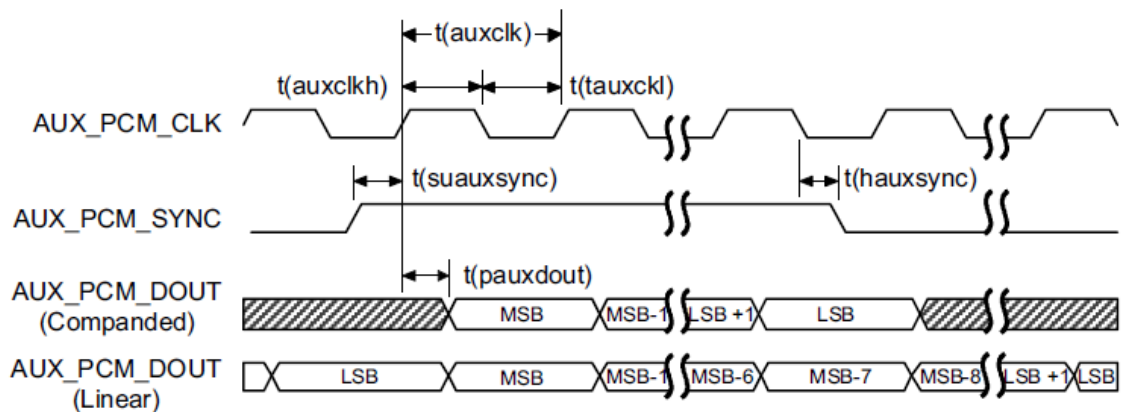 t(auxclk)
t(auxclkh)
t(tauxckl)
AUX_PCM_CLK
t(suauxsync)
t(hauxsync)
AUX_PCM_SYNC
t(pauxdout)
AUX_PCM_DOUT
(Companded)
MSB MSB-1 LSB +1 LSB
AUX_PCM_DOUT
(Linear)
LSB MSB MSB-1 MSB-6 MSB-7 MSB-8 LSB +1 LSB